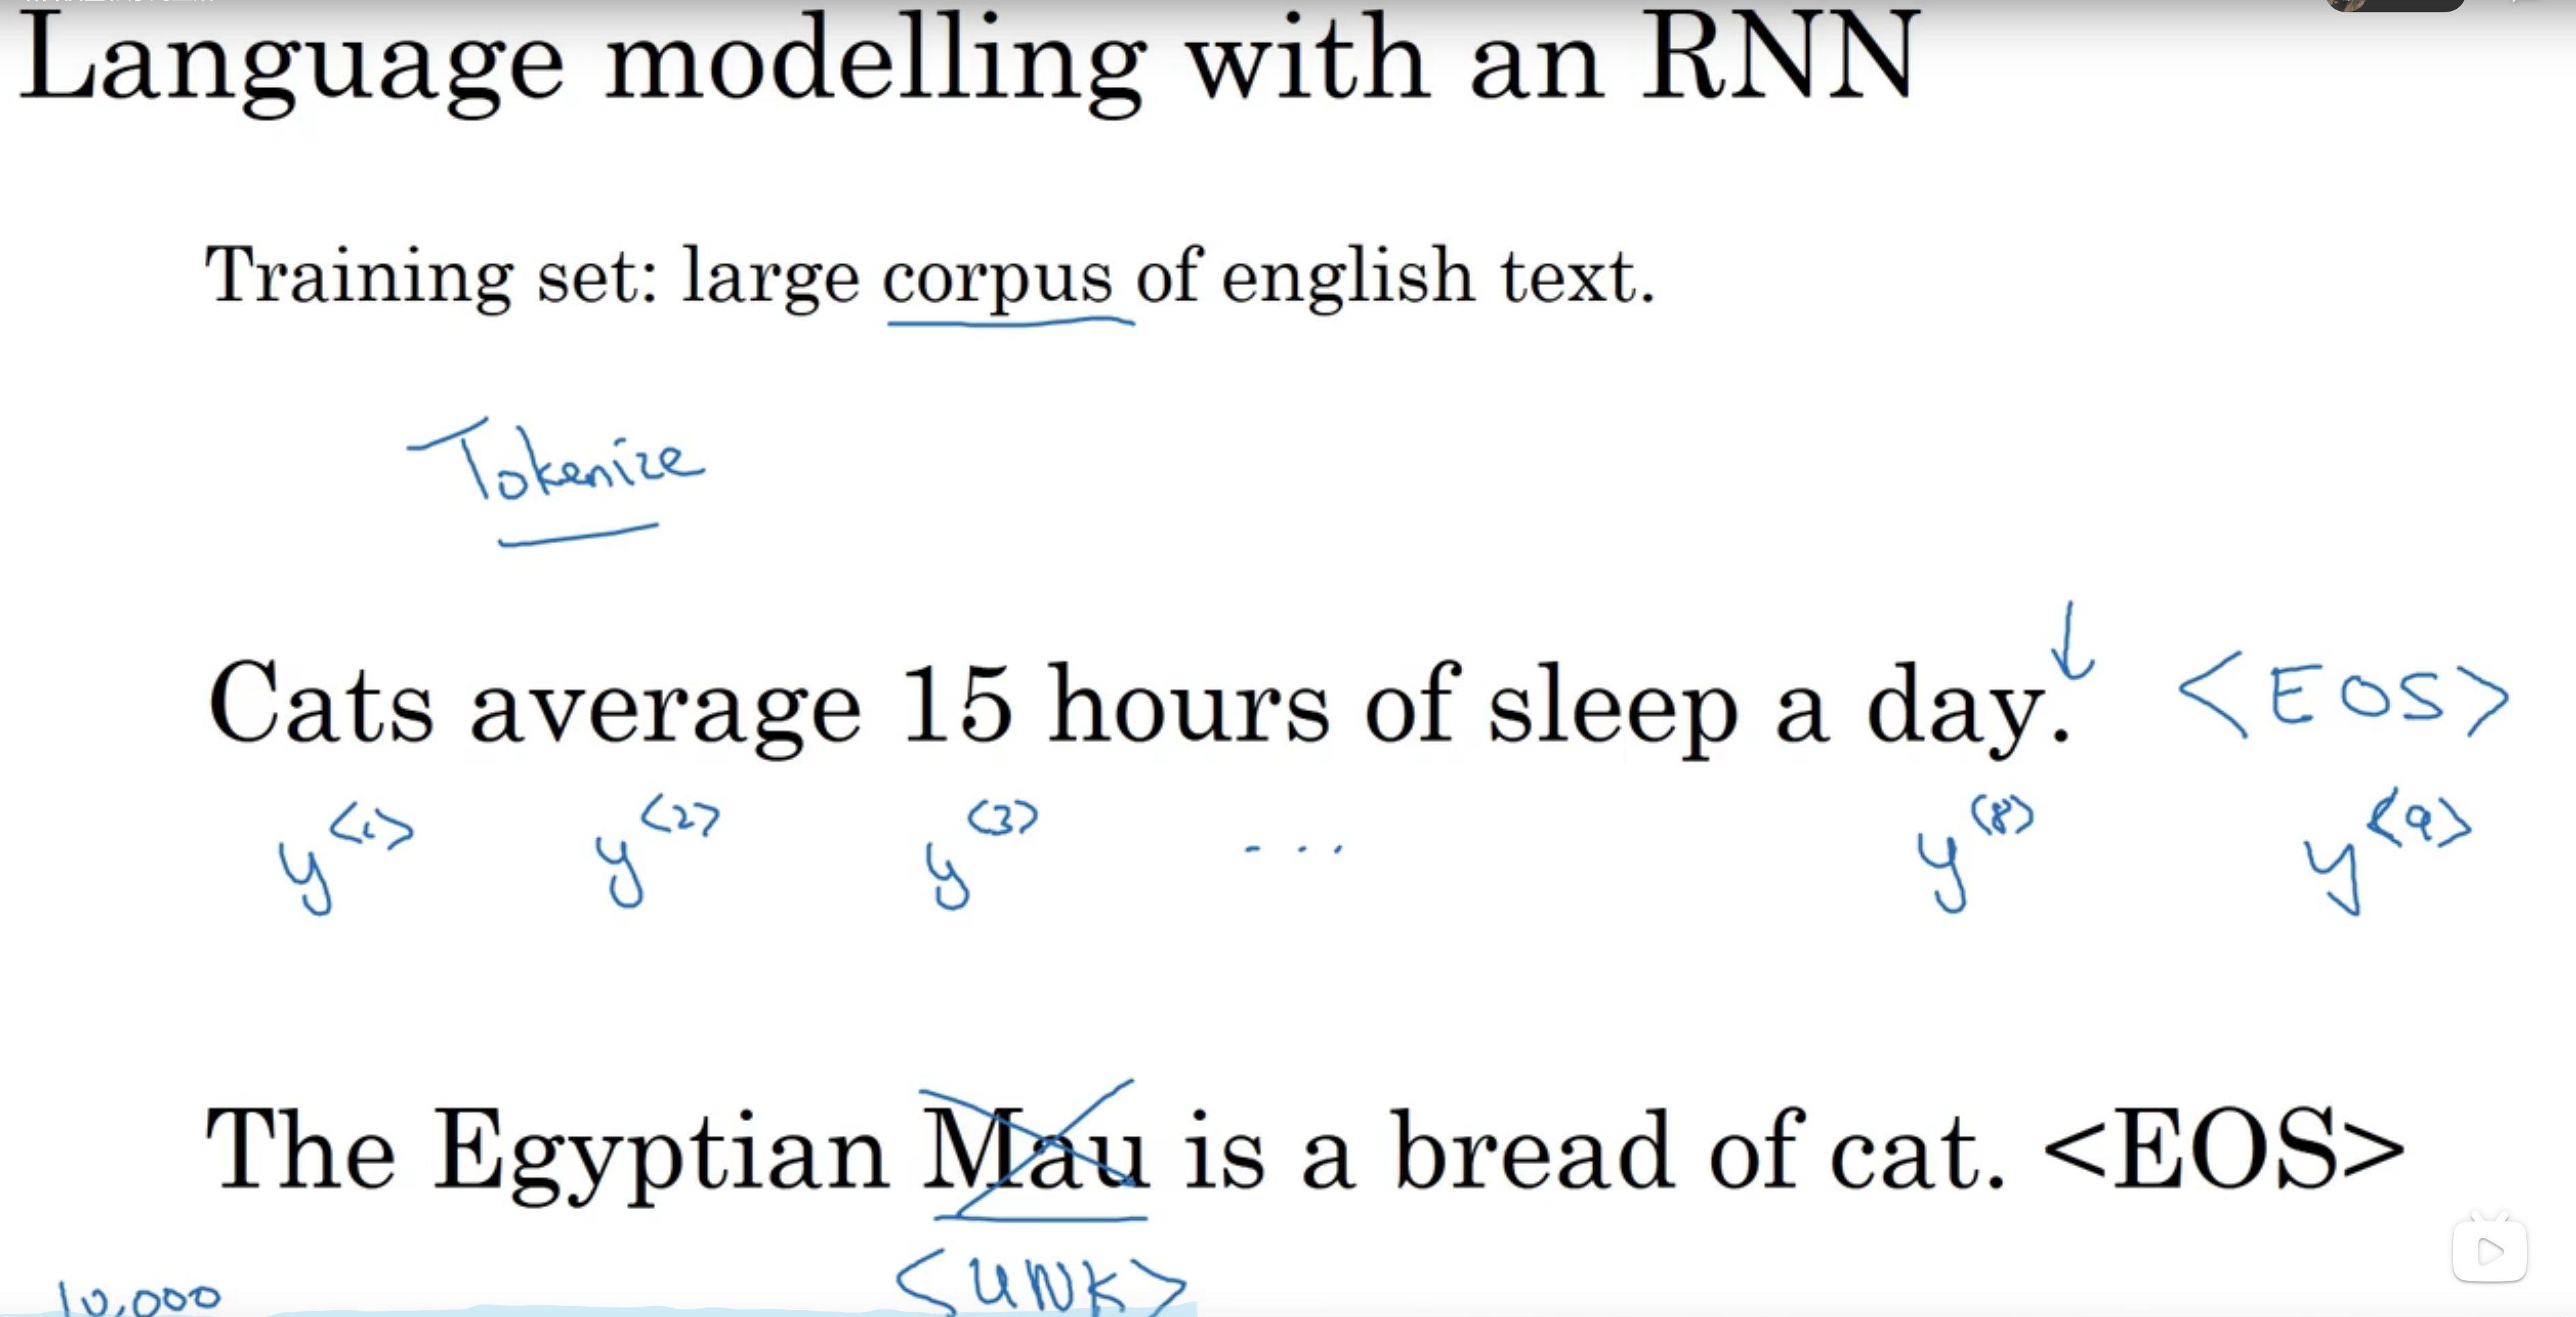 Language modelling with an RNN
Training set: large corpus of english text.
Tokenize
Cats average 15 hours of sleep a day. <EOS>
y<1> y<2> y<3> ... y<8> y<9>
The Egyptian Mau is a bread of cat. <EOS>
10,000 <UNK>